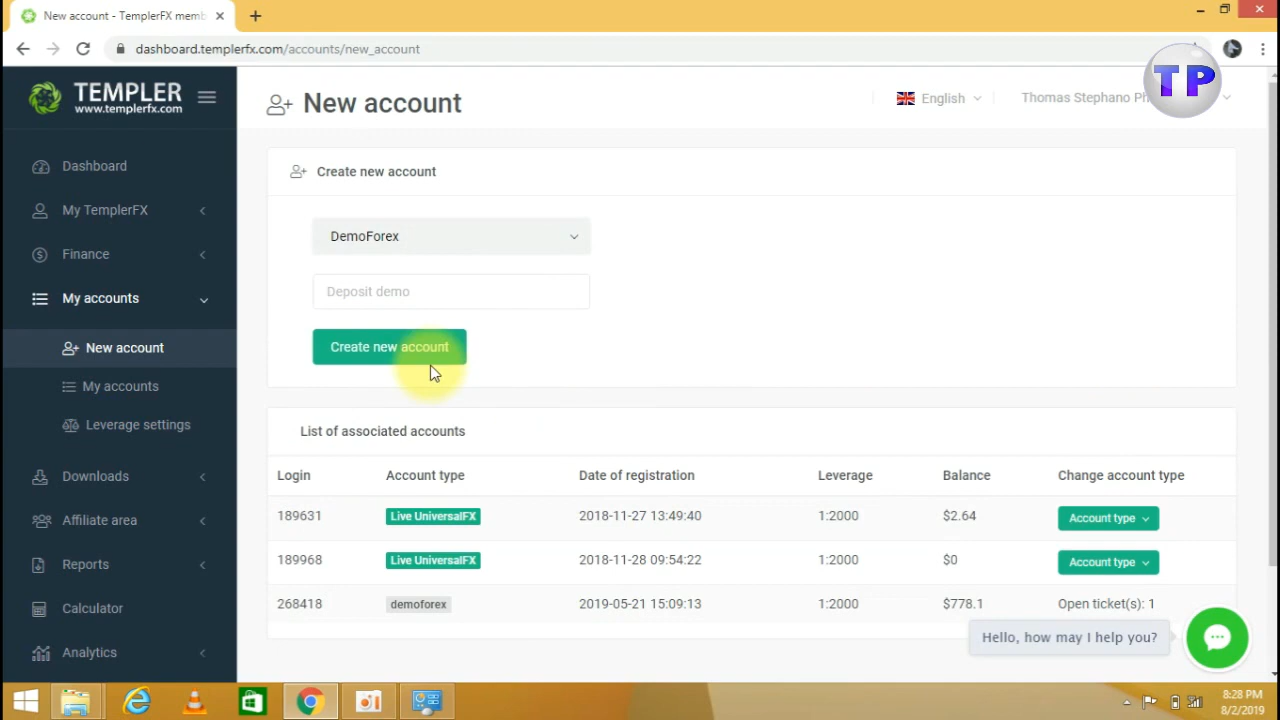 New account - TemplerFX memb
dashboard.templerfx.com/accounts/new_account
TEMPLER
www.templerfx.com
New account
English
Thomas Stephano
TP
Dashboard
My TemplerFX
Finance
My accounts
New account
My accounts
Leverage settings
Downloads
Affiliate area
Reports
Calculator
Analytics
Create new account
DemoForex
Deposit demo
Create new account
List of associated accounts
Login Account type Date of registration Leverage Balance Change account type
189631 Live UniversalFX 2018-11-27 13:49:40 1:2000 $2.64 Account type
189968 Live UniversalFX 2018-11-28 09:54:22 1:2000 $0 Account type
268418 demoforex 2019-05-21 15:09:13 1:2000 $778.1 Open ticket(s): 1
Hello, how may I help you?
8:28 PM
8/2/2019